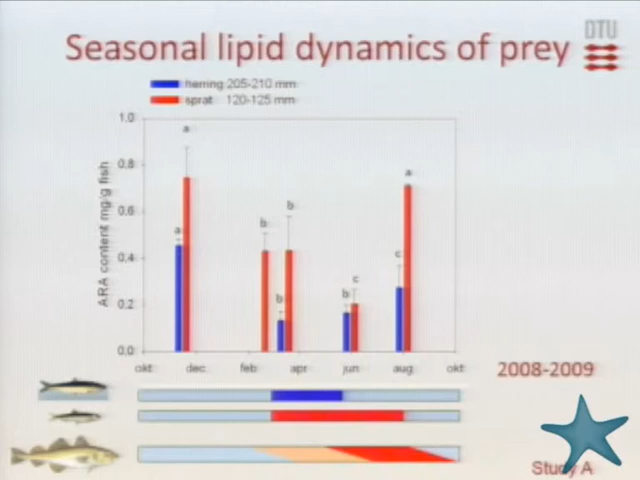 DTU
Seasonal lipid dynamics of prey
herring 205-210 mm
sprat 120-125 mm
1.0
a
0.8
a
0.6
b
b
a
0.4
c
c
b
b
0.2
0.0
ARA content mg/g fish
okt. dec. feb. apr. jun. aug. okt.
2008-2009
Study A